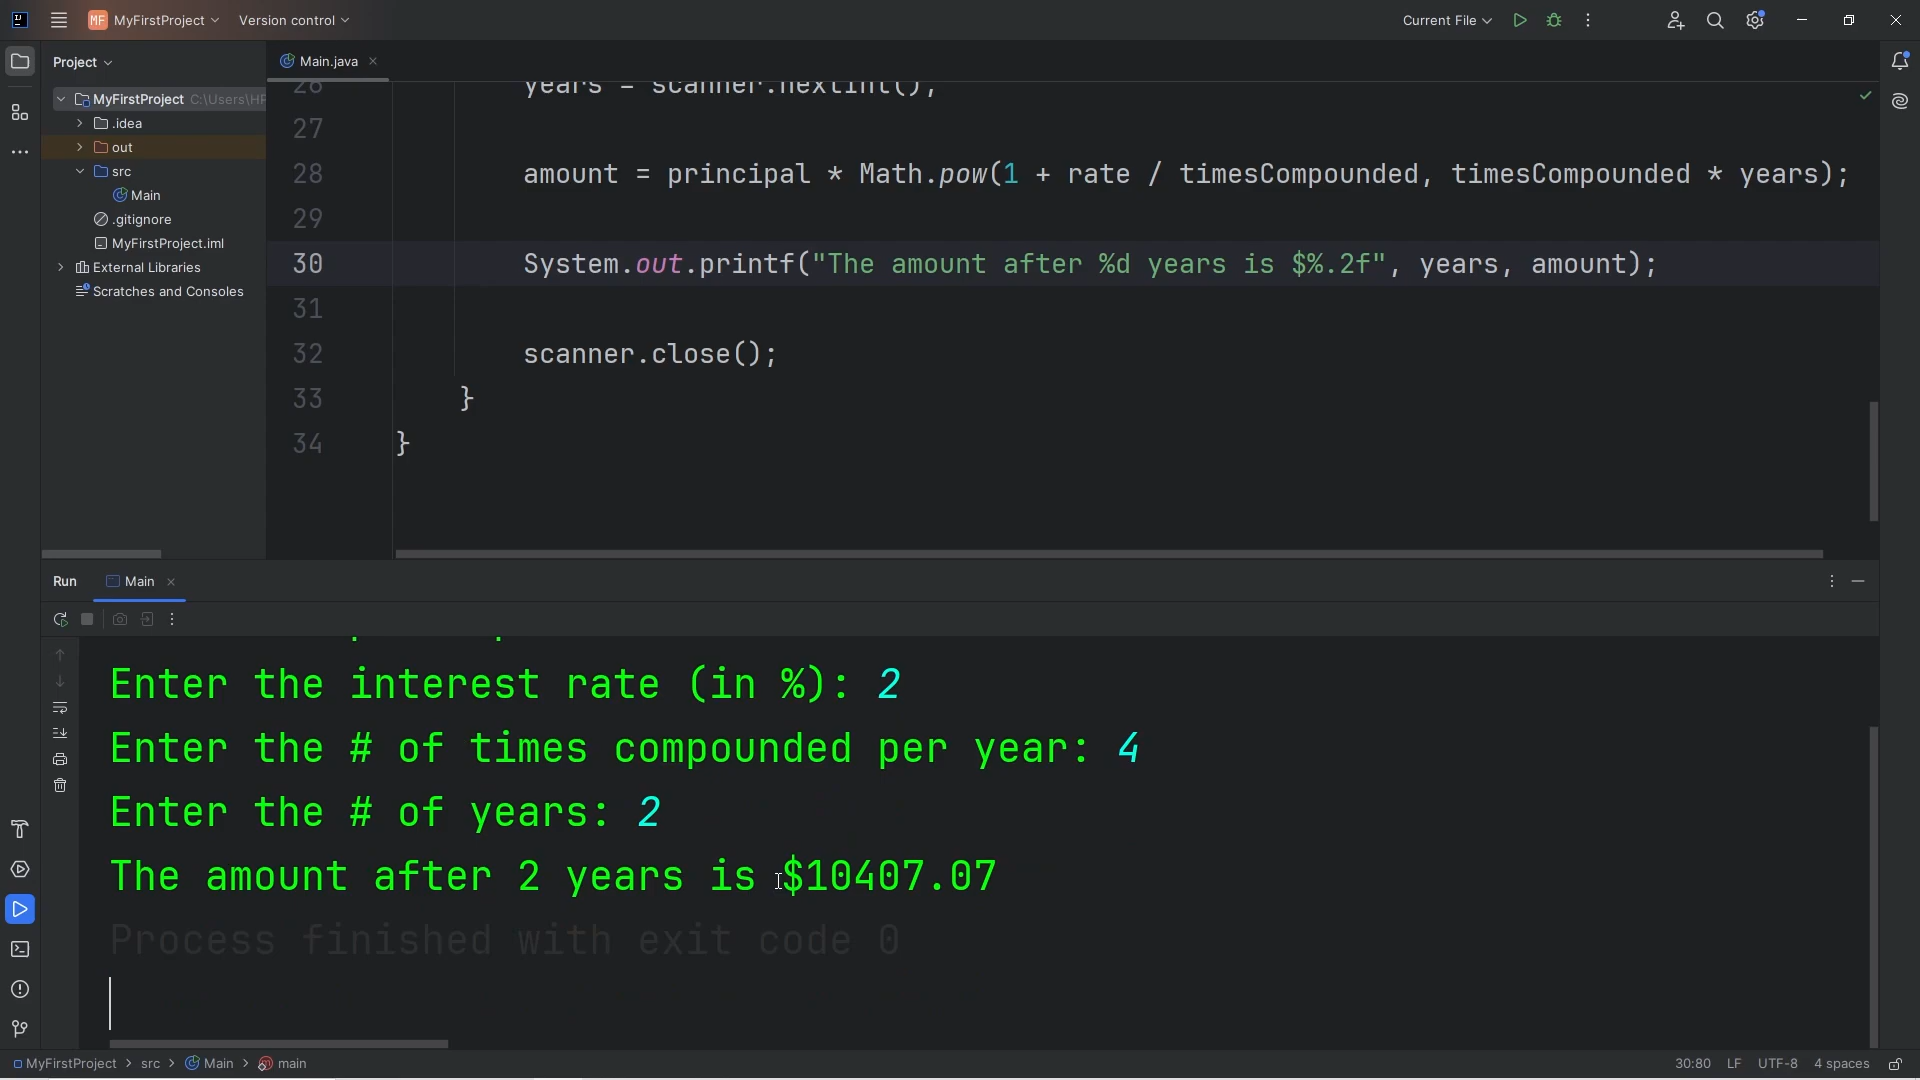 MF MyFirstProject Version control Current File
Project
Main.java
MyFirstProject C:\Users\HP
.idea
out
src
Main
.gitignore
MyFirstProject.iml
External Libraries
Scratches and Consoles
26 years = scanner.nextInt();
27
28 amount = principal * Math.pow(1 + rate / timesCompounded, timesCompounded * years);
29
30 System.out.printf("The amount after %d years is $%.2f", years, amount);
31
32 scanner.close();
33 }
34 }
Run Main
Enter the interest rate (in %): 2
Enter the # of times compounded per year: 4
Enter the # of years: 2
The amount after 2 years is $10407.07
Process finished with exit code 0
MyFirstProject > src > Main > main 30:80 LF UTF-8 4 spaces